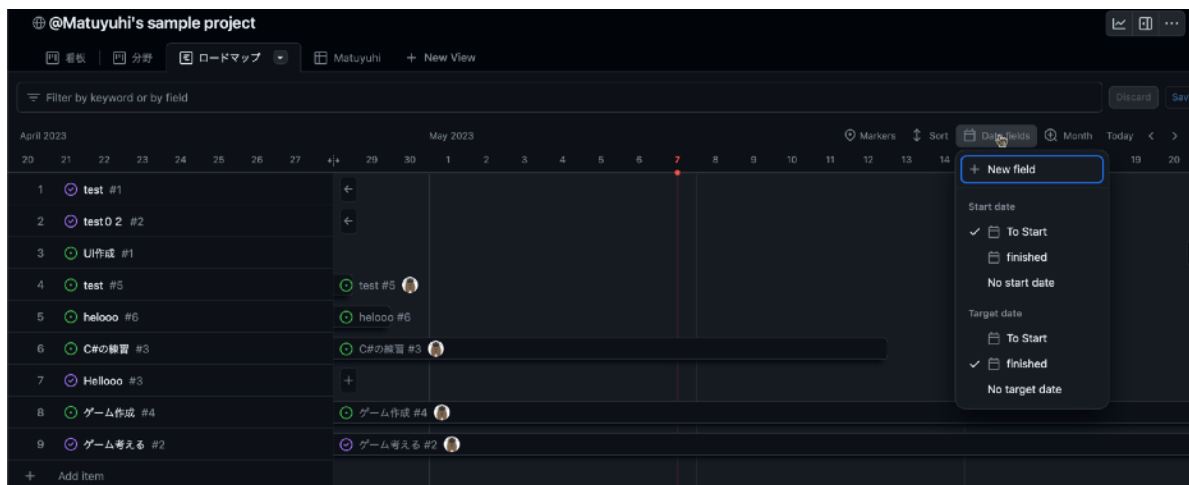 @Matuyuhi's sample project
看板 分野 ロードマップ Matuyuhi + New View
Filter by keyword or by field Discard Sav
April 2023 May 2023 Markers Sort Date fields Month Today < >
20 21 22 23 24 25 26 27 29 30 1 2 3 4 5 6 7 8 9 10 11 12 13 14 19 20
+ New field
1 test #1
Start date
2 test0 2 #2
To Start
3 UI作成 #1
finished
4 test #5 test #5
No start date
5 helooo #6 helooo #6
Target date
To Start
6 C#の練習 #3 C#の練習 #3
finished
7 Hellooo #3 +
No target date
8 ゲーム作成 #4 ゲーム作成 #4
9 ゲーム考える #2 ゲーム考える #2
+ Add item